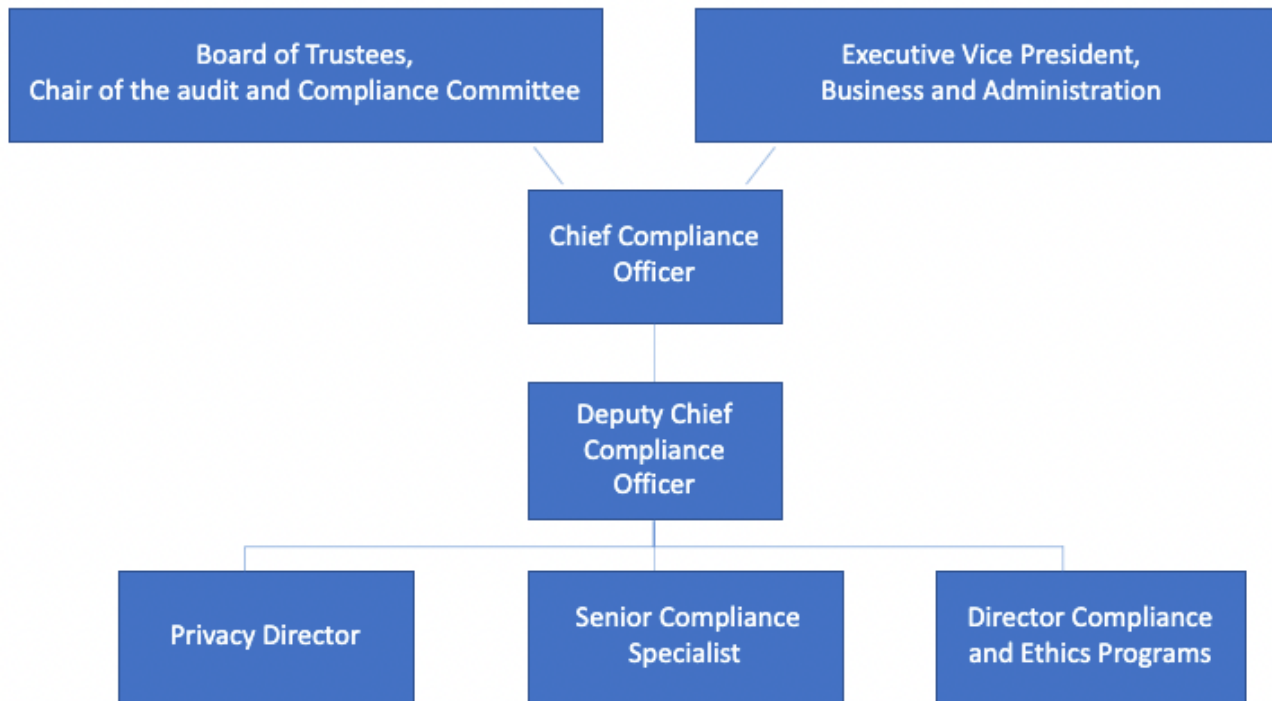 Board of Trustees,
Chair of the audit and Compliance Committee
Executive Vice President,
Business and Administration
Chief Compliance
Officer
Deputy Chief
Compliance
Officer
Privacy Director
Senior Compliance
Specialist
Director Compliance
and Ethics Programs